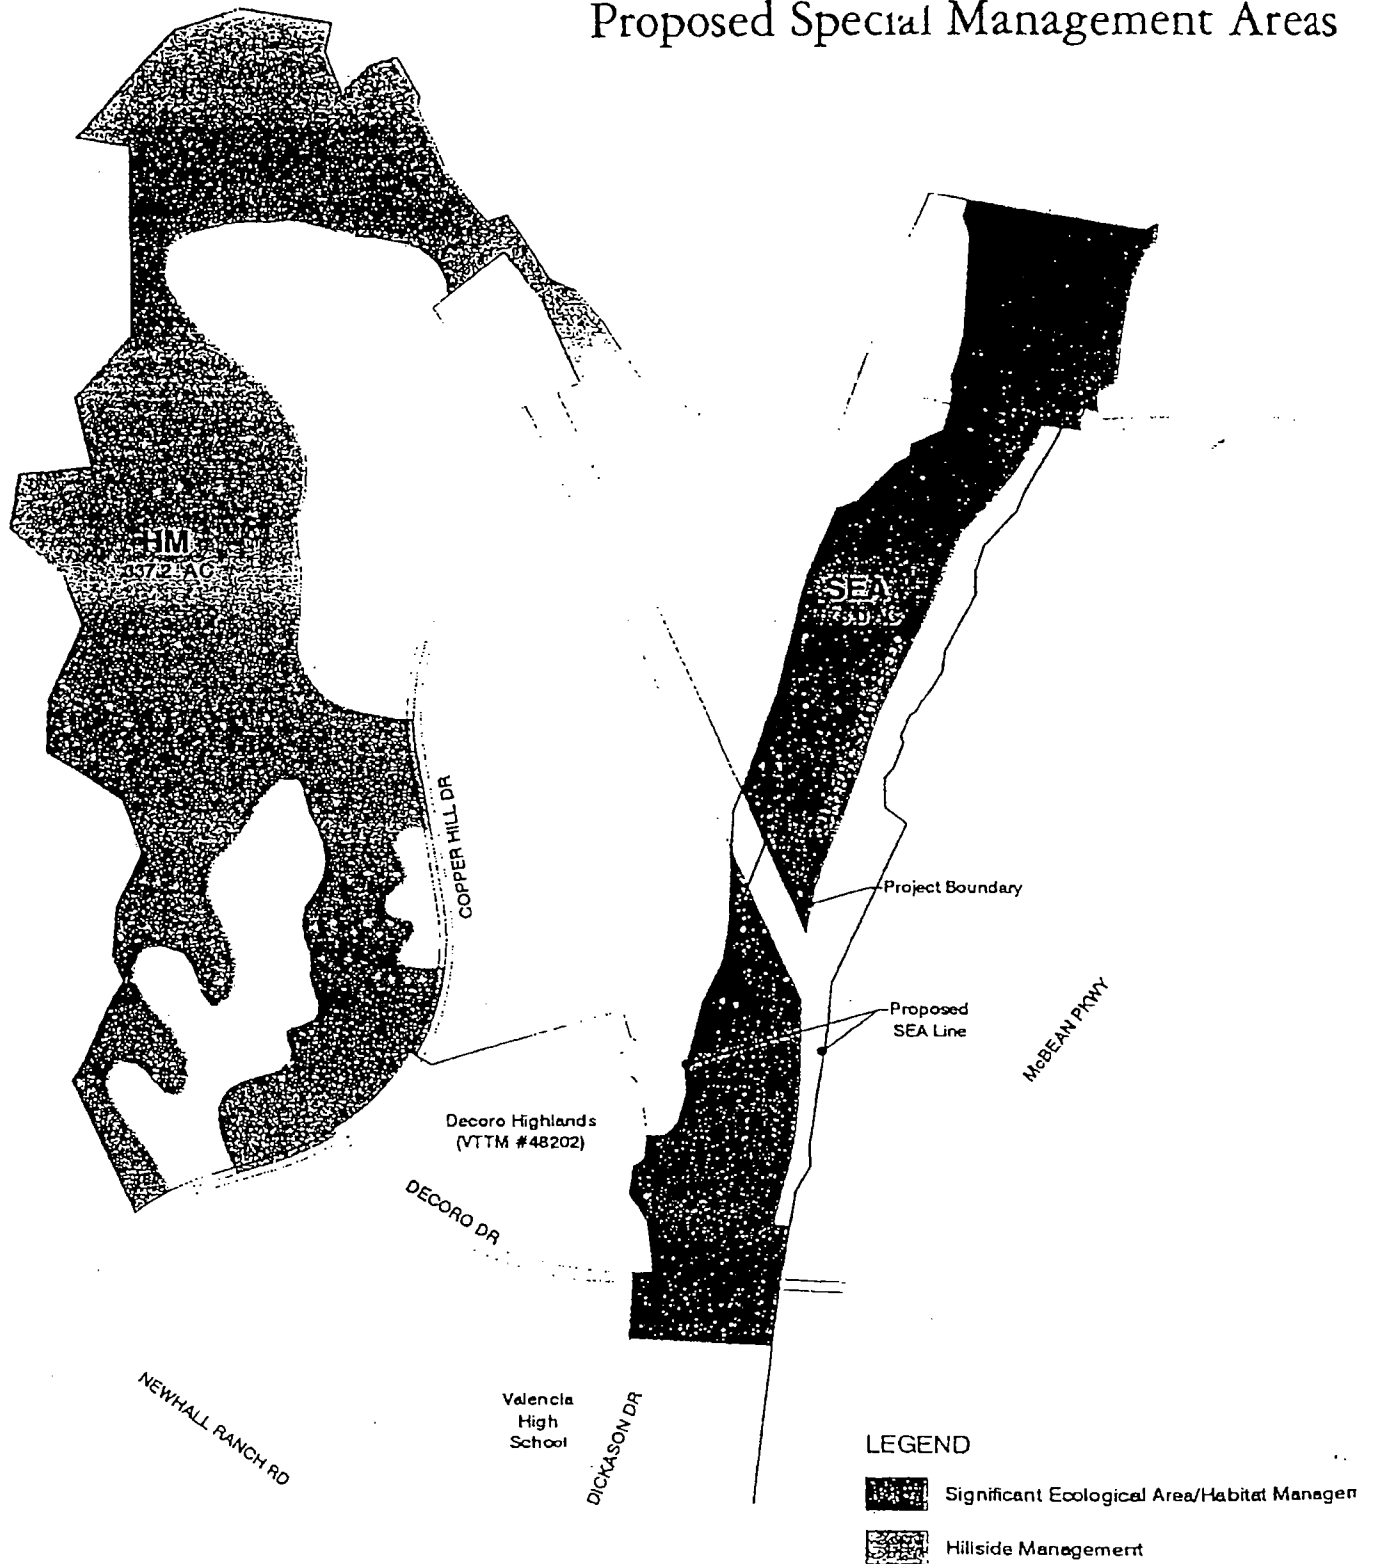 Proposed Special Management Areas
HM
337.2 AC
SEA
COPPER HILL DR
Project Boundary
Proposed
SEA Line
McBEAN PKWY
Decoro Highlands
(VTTM #48202)
DECORO DR
NEWHALL RANCH RD
Valencia
High
School
DICKASON DR
LEGEND
Significant Ecological Area/Habitat Managem
Hillside Management